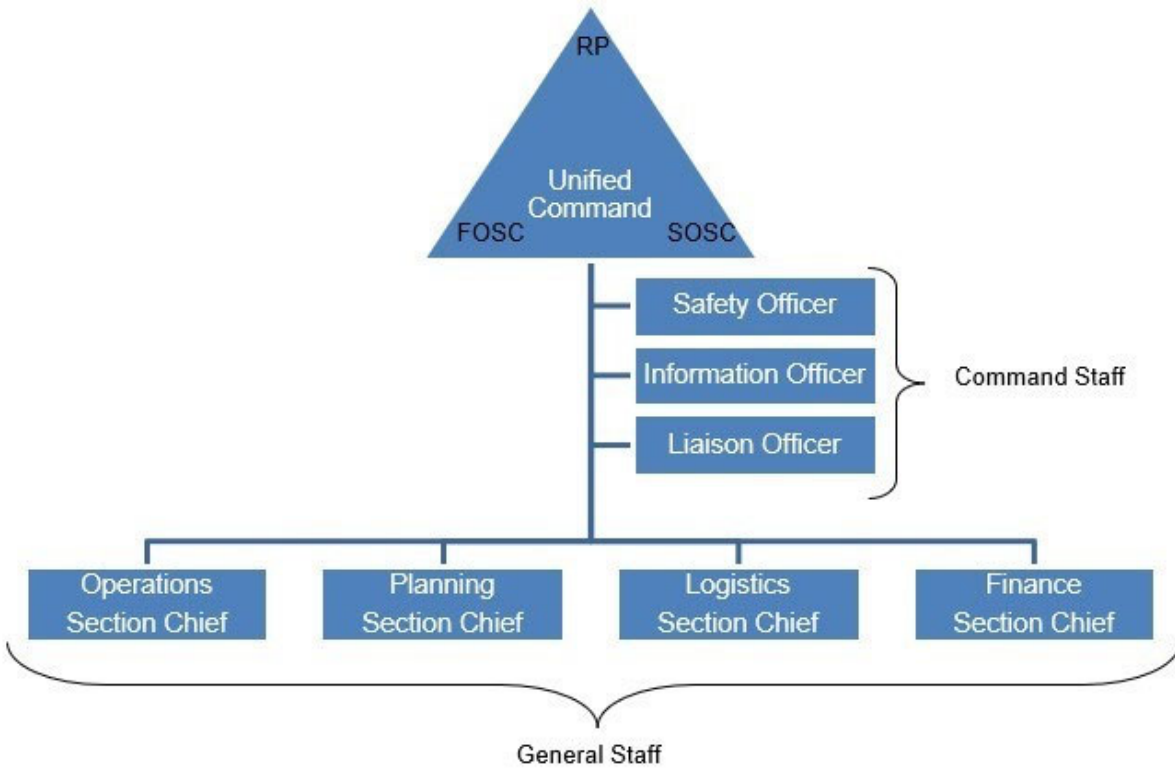 RP
Unified
Command
FOSC
SOSC
Safety Officer
Information Officer
Liaison Officer
Command Staff
Operations
Section Chief
Planning
Section Chief
Logistics
Section Chief
Finance
Section Chief
General Staff